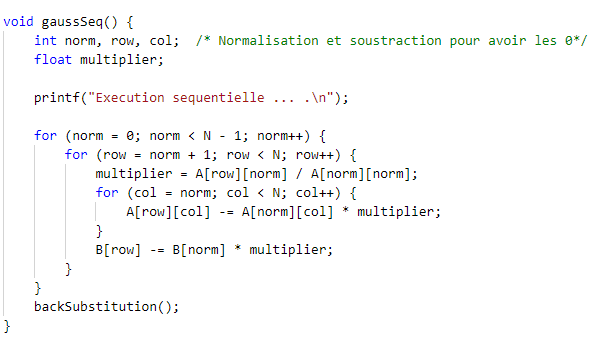 void gaussSeq() {
    int norm, row, col;  /* Normalisation et soustraction pour avoir les 0*/
    float multiplier;

    printf("Execution sequentielle ... .\n");

    for (norm = 0; norm < N - 1; norm++) {
        for (row = norm + 1; row < N; row++) {
            multiplier = A[row][norm] / A[norm][norm];
            for (col = norm; col < N; col++) {
                A[row][col] -= A[norm][col] * multiplier;
            }
            B[row] -= B[norm] * multiplier;
        }
    }
    backSubstitution();
}